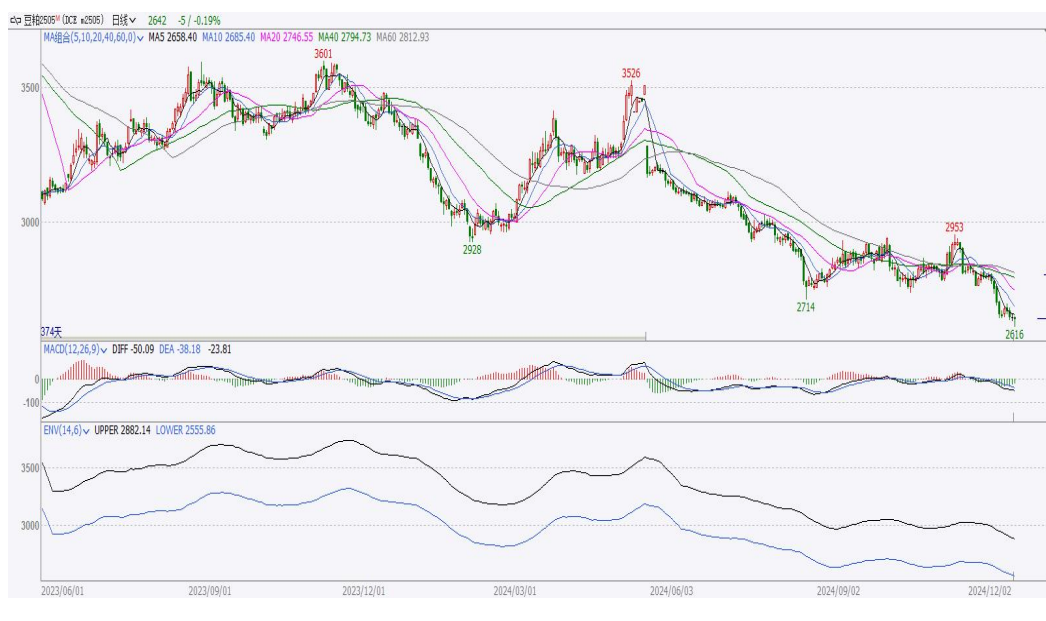 豆粕2505ᴹ (DCE m2505) 日线 2642 -5 / -0.19%
MA组合(5,10,20,40,60,0) MA5 2658.40 MA10 2685.40 MA20 2746.55 MA40 2794.73 MA60 2812.93
3601
3526
3500
3000
2953
2928
2714
374天
2616
MACD(12,26,9) DIFF -50.09 DEA -38.18 -23.81
0
-100
ENV(14,6) UPPER 2882.14 LOWER 2555.86
3500
3000
2023/06/01 2023/09/01 2023/12/01 2024/03/01 2024/06/03 2024/09/02 2024/12/02